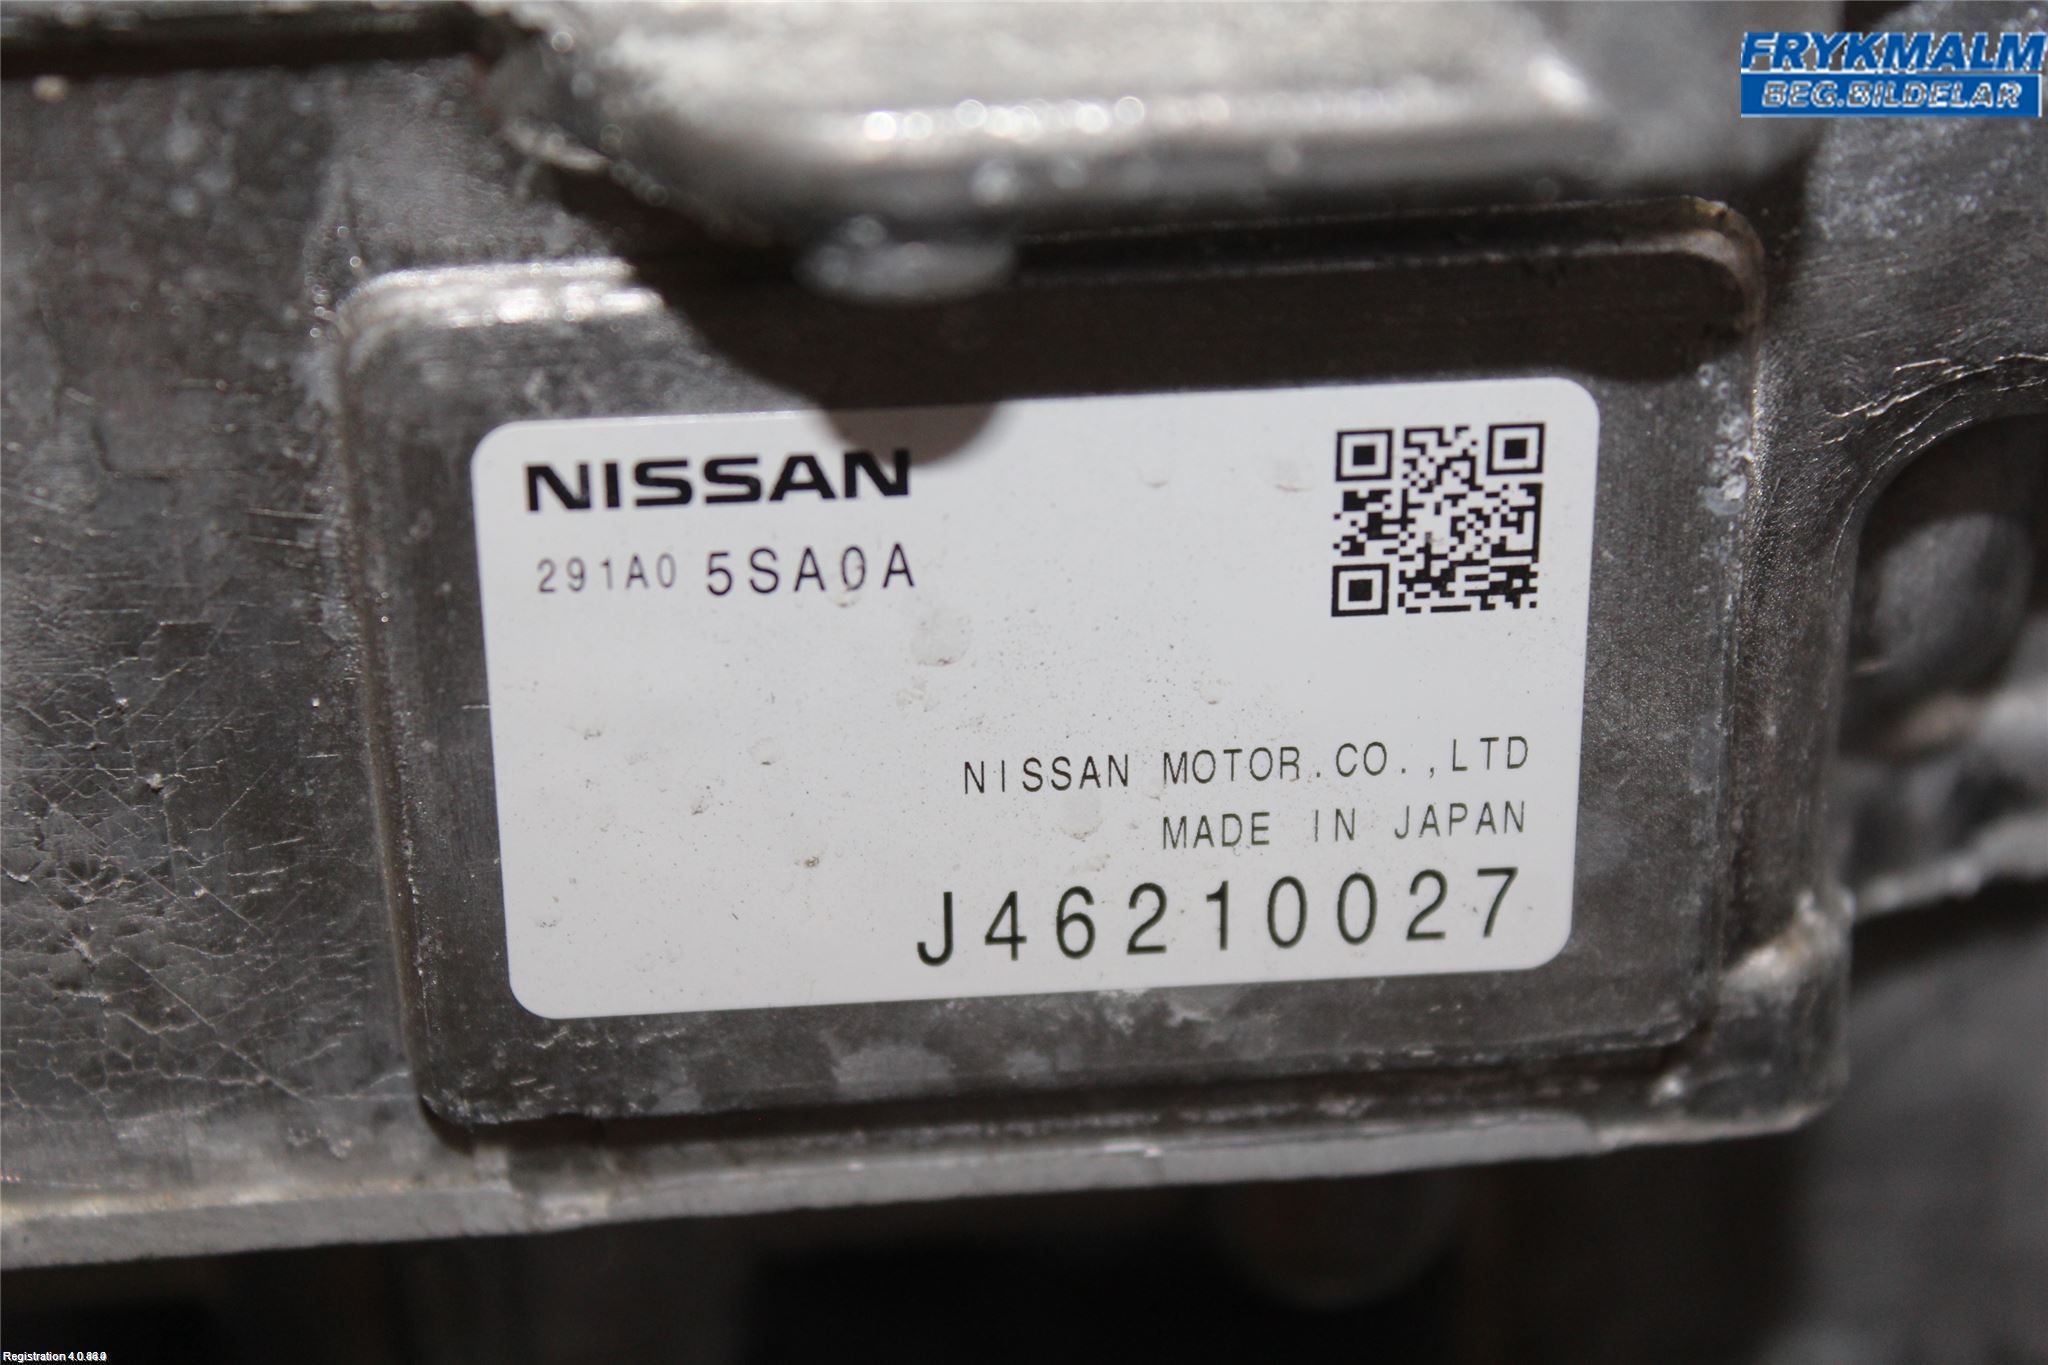 FRYKMALM
BEG.BILDELAR
NISSAN
291A0 5SA0A
NISSAN MOTOR.CO.,LTD
MADE IN JAPAN
J46210027